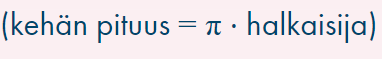 (kehän pituus = π · halkaisija)